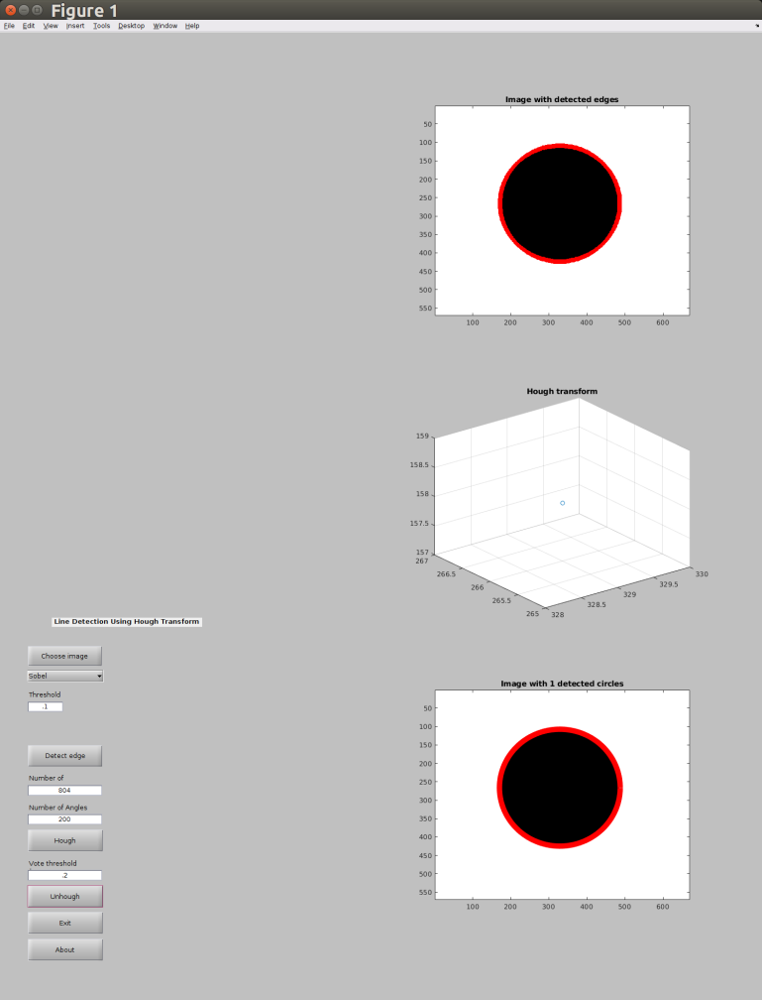 Figure 1
File Edit View Insert Tools Desktop Window Help
Image with detected edges
50
100
150
200
250
300
350
400
450
500
550
100 200 300 400 500 600
Hough transform
159
158.5
158
157.5
157
267
266.5
266
265.5
265
328
328.5
329
329.5
330
Line Detection Using Hough Transform
Choose image
Sobel
Threshold
.1
Detect edge
Number of
804
Number of Angles
200
Hough
Vote threshold
.2
Unhough
Exit
About
Image with 1 detected circles
50
100
150
200
250
300
350
400
450
500
550
100 200 300 400 500 600